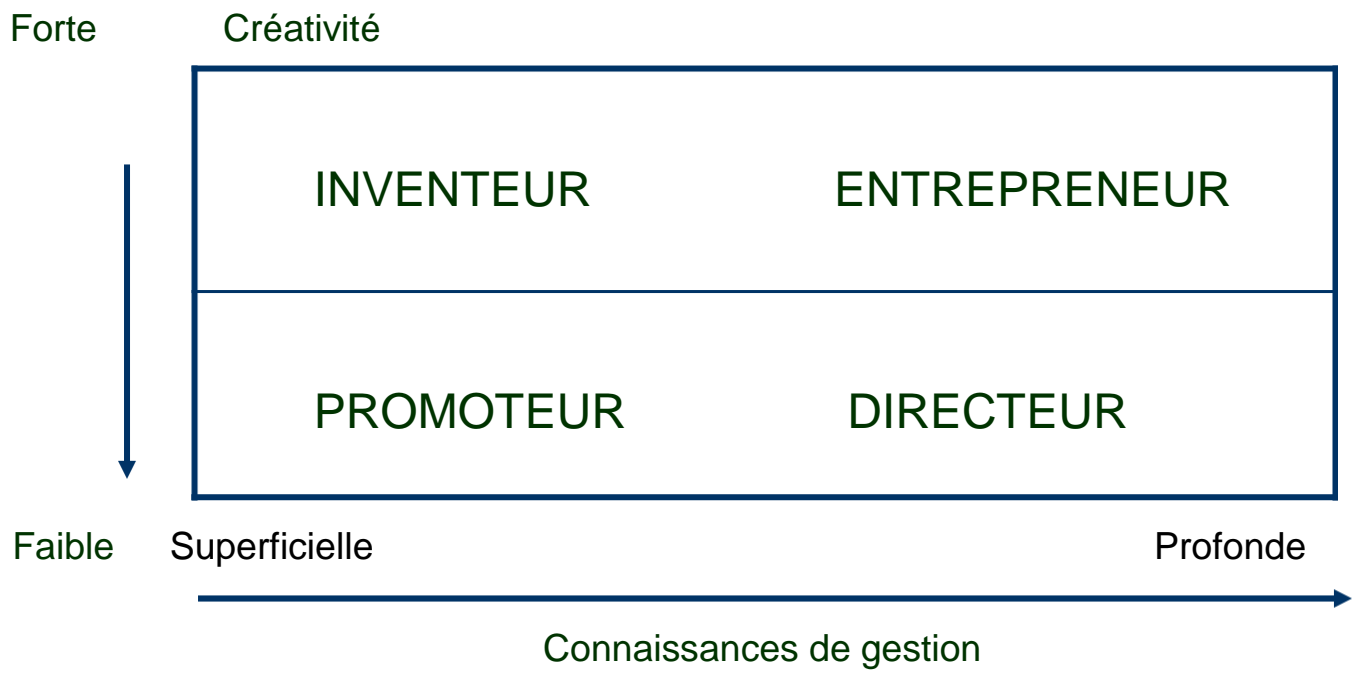 Forte Créativité
INVENTEUR ENTREPRENEUR
PROMOTEUR DIRECTEUR
Faible Superficielle Profonde
Connaissances de gestion